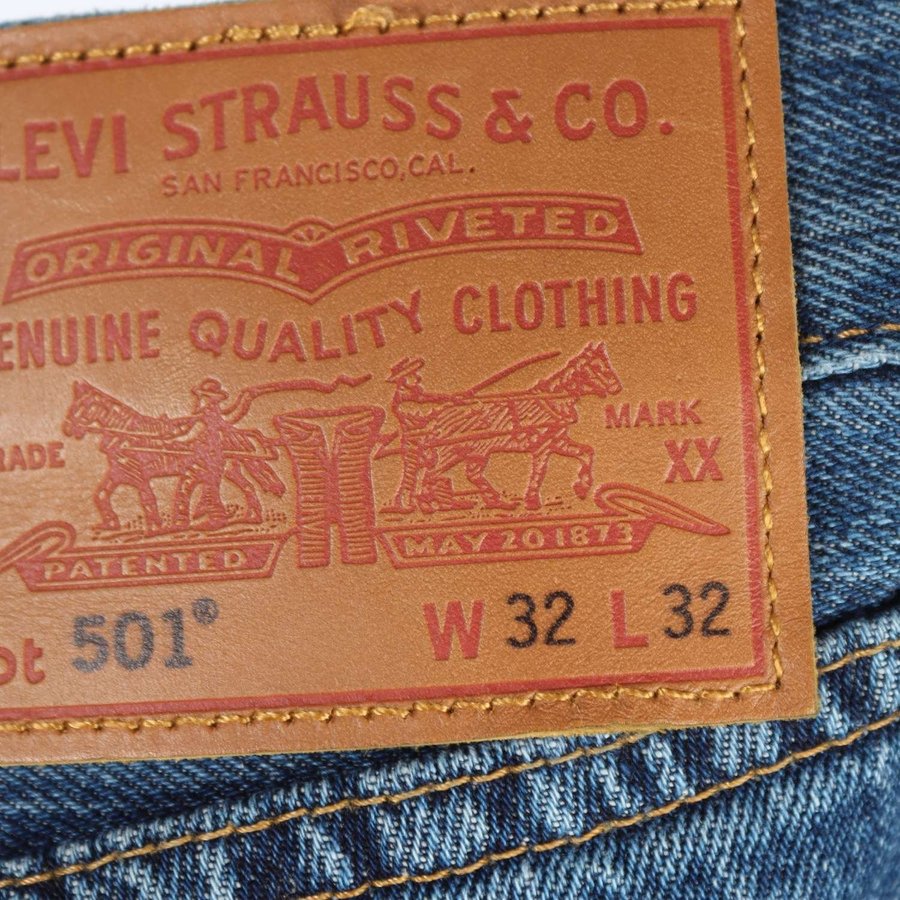 LEVI STRAUSS & CO.
SAN FRANCISCO, CAL.
ORIGINAL RIVETED
ENUINE QUALITY CLOTHING
RADE MARK
XX
PATENTED MAY 20 1873
ot 501® W 32 L 32